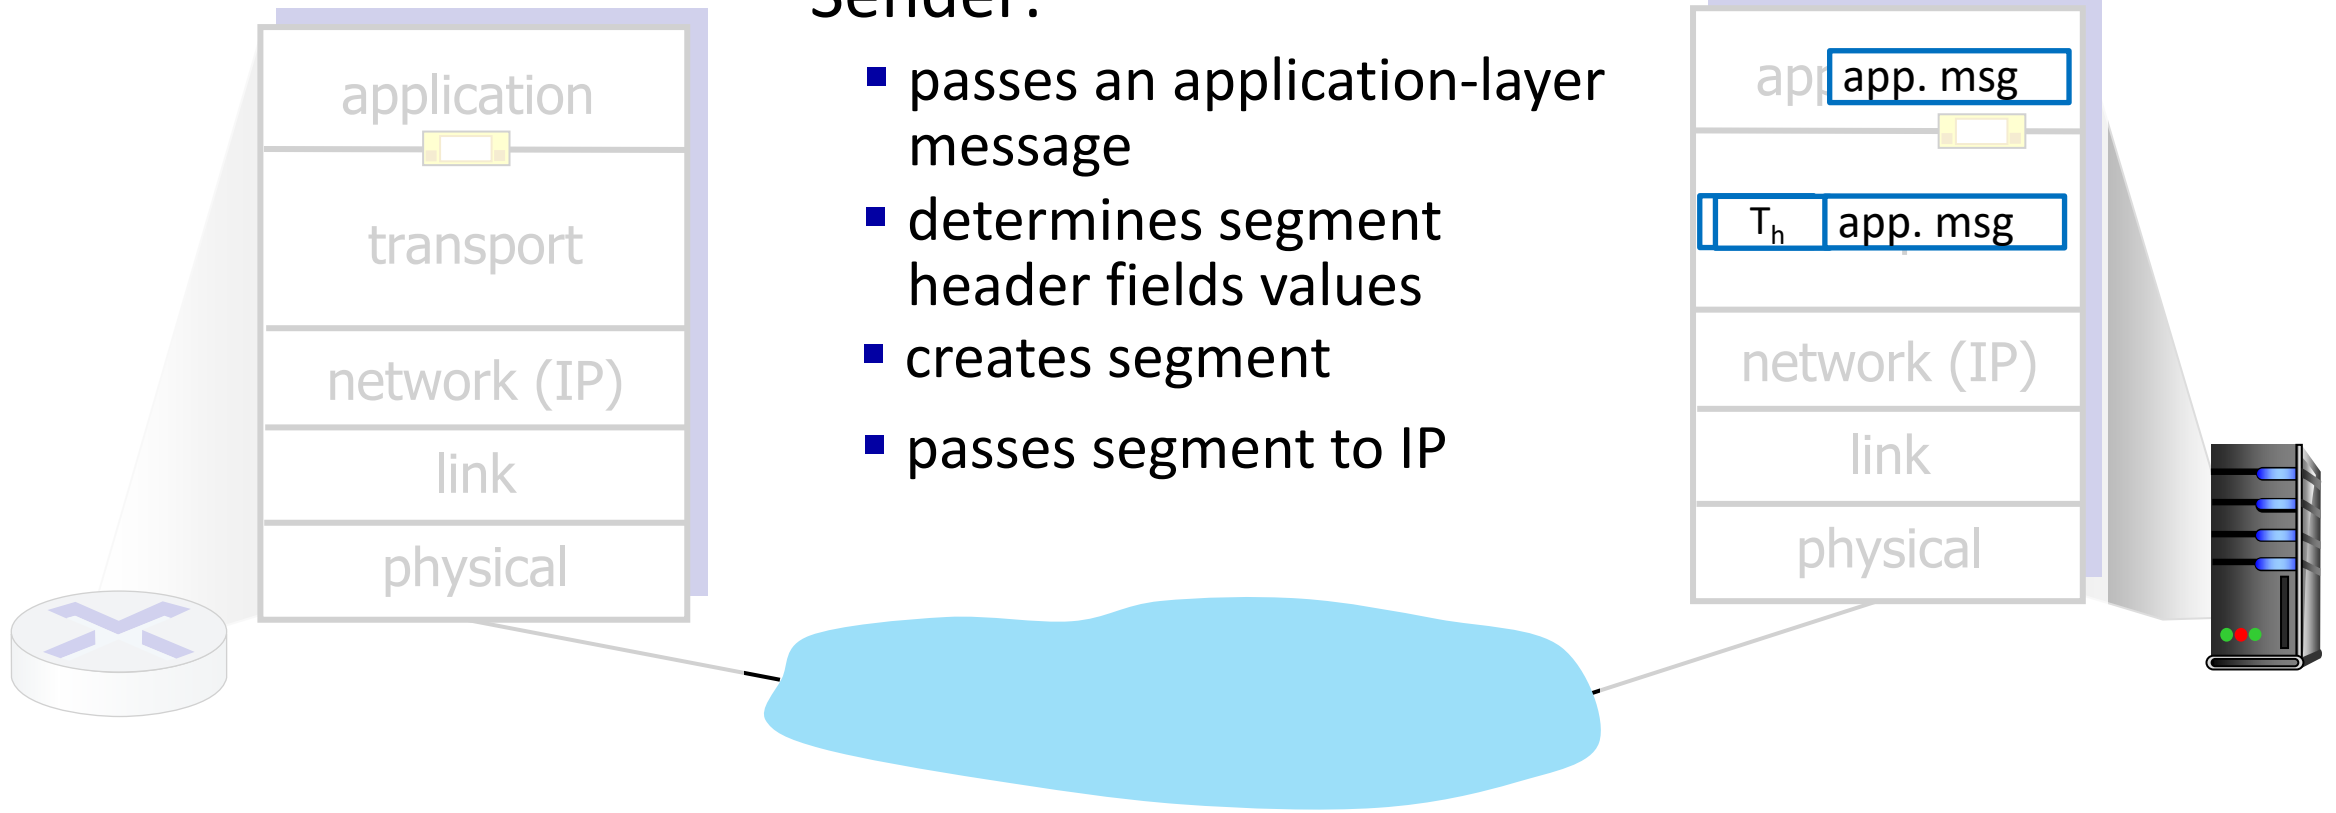 Sender:
application
transport
network (IP)
link
physical
passes an application-layer
message
determines segment
header fields values
creates segment
passes segment to IP
app. msg
T_h app. msg
network (IP)
link
physical